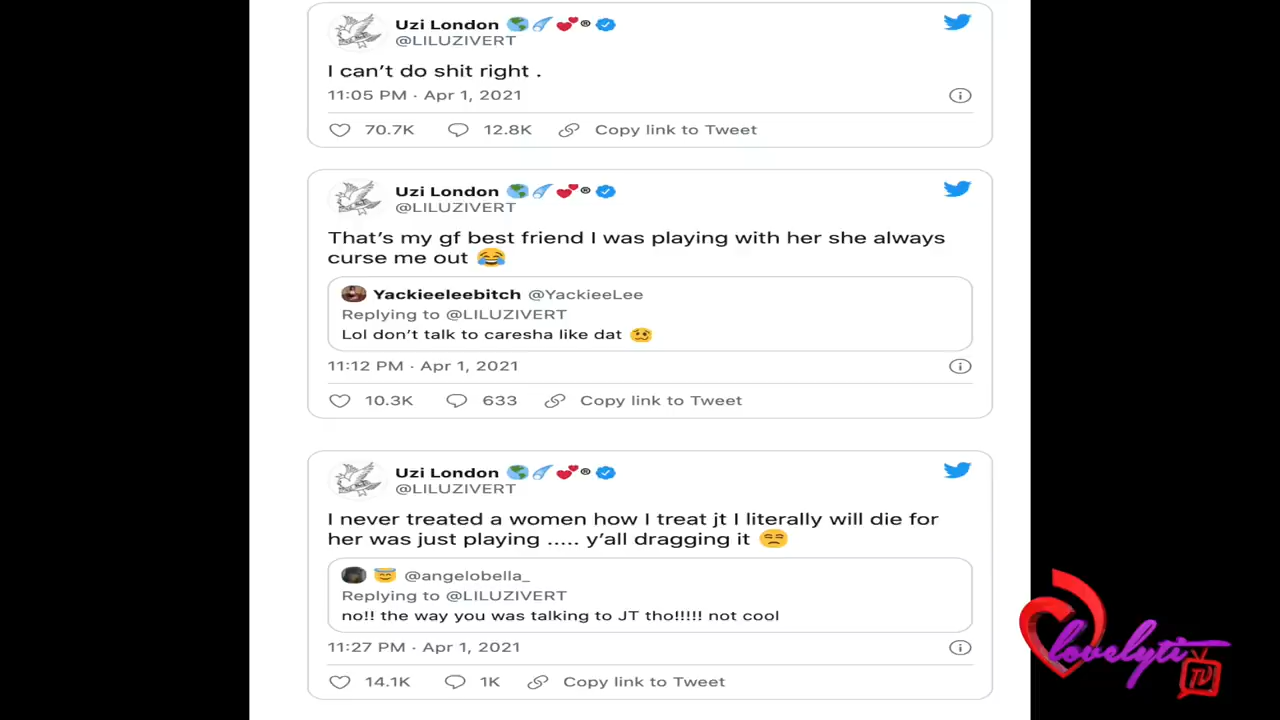 Uzi London 🌎☄️💕® 
@LILUZIVERT
I can’t do shit right .
11:05 PM · Apr 1, 2021
70.7K 12.8K Copy link to Tweet
Uzi London 🌎☄️💕®
@LILUZIVERT
That’s my gf best friend I was playing with her she always
curse me out 😂
Yackieeleebitch @YackieeLee
Replying to @LILUZIVERT
Lol don’t talk to caresha like dat 🥴
11:12 PM · Apr 1, 2021
10.3K 633 Copy link to Tweet
Uzi London 🌎☄️💕®
@LILUZIVERT
I never treated a women how I treat jt I literally will die for
her was just playing ..... y’all dragging it 😒
😇 @angelobella_
Replying to @LILUZIVERT
no!! the way you was talking to JT tho!!!!! not cool
11:27 PM · Apr 1, 2021
14.1K 1K Copy link to Tweet
lovelyti
TV